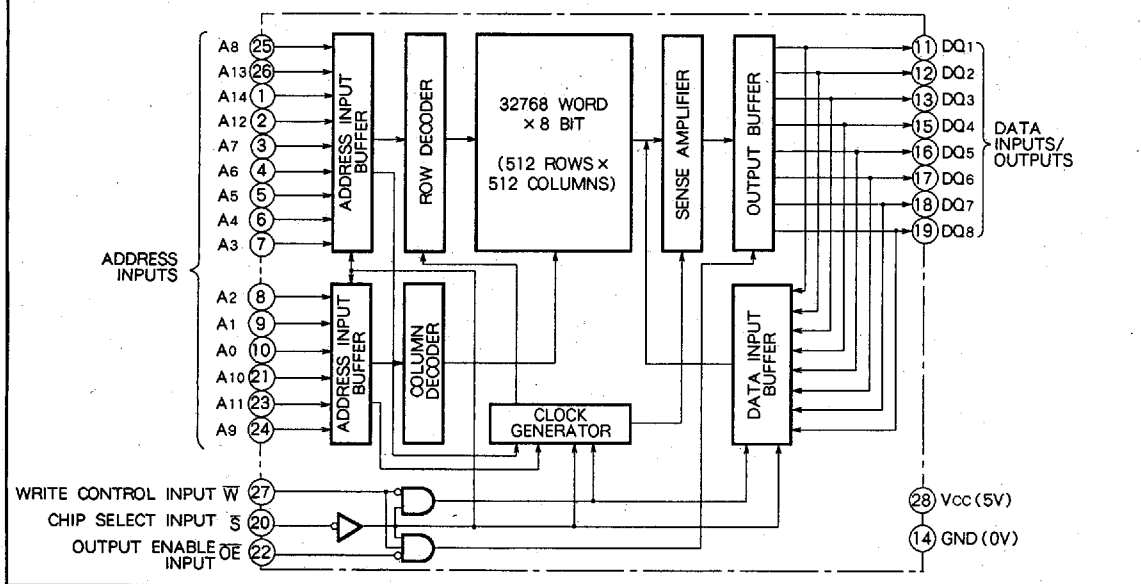 ADDRESS INPUTS
A8 25
A13 26
A14 1
A12 2
A7 3
A6 4
A5 5
A4 6
A3 7
A2 8
A1 9
A0 10
A10 21
A11 23
A9 24
ADDRESS INPUT BUFFER
ROW DECODER
32768 WORD
× 8 BIT
(512 ROWS ×
512 COLUMNS)
SENSE AMPLIFIER
OUTPUT BUFFER
11 DQ1
12 DQ2
13 DQ3
15 DQ4
16 DQ5
17 DQ6
18 DQ7
19 DQ8
DATA
INPUTS/
OUTPUTS
ADDRESS INPUT BUFFER
COLUMN DECODER
CLOCK
GENERATOR
DATA INPUT BUFFER
WRITE CONTROL INPUT W̅ 27
CHIP SELECT INPUT S̅ 20
OUTPUT ENABLE
INPUT O̅E̅ 22
28 Vcc (5V)
14 GND (0V)